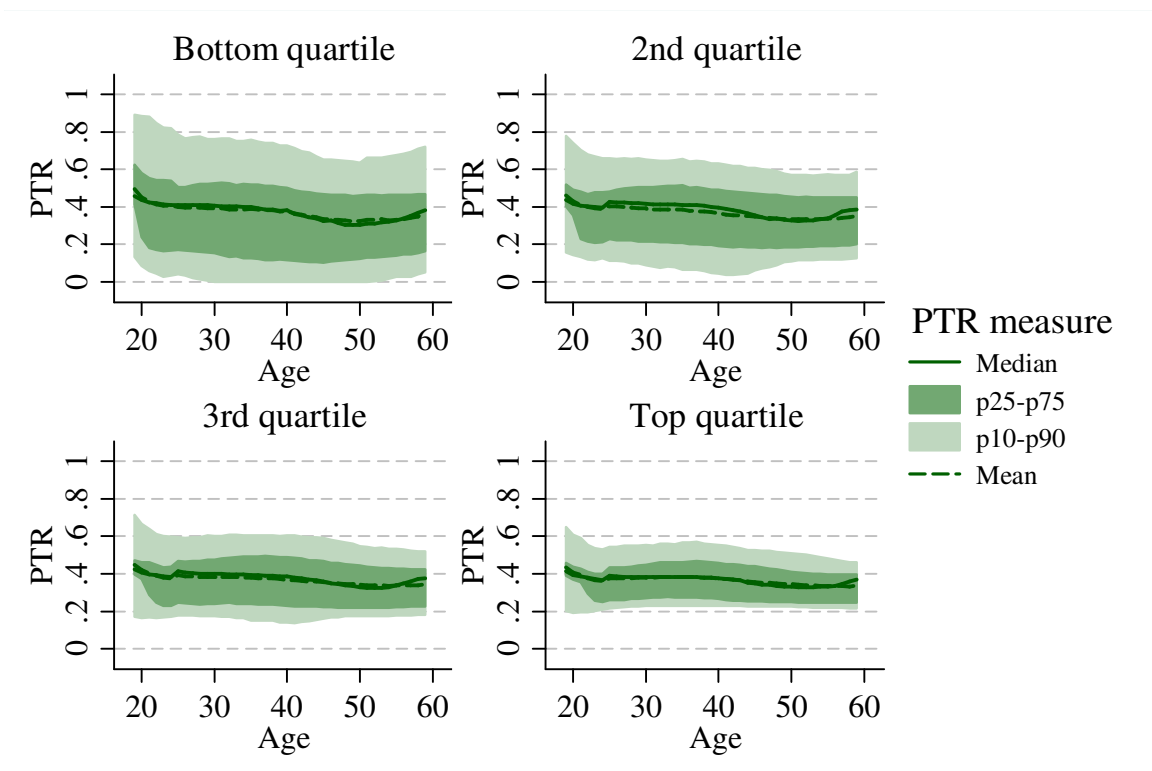 Bottom quartile
PTR
0 .2 .4 .6 .8 1
20 30 40 50 60
Age
2nd quartile
PTR
0 .2 .4 .6 .8 1
20 30 40 50 60
Age
3rd quartile
PTR
0 .2 .4 .6 .8 1
20 30 40 50 60
Age
Top quartile
PTR
0 .2 .4 .6 .8 1
20 30 40 50 60
Age
PTR measure
Median
p25-p75
p10-p90
Mean